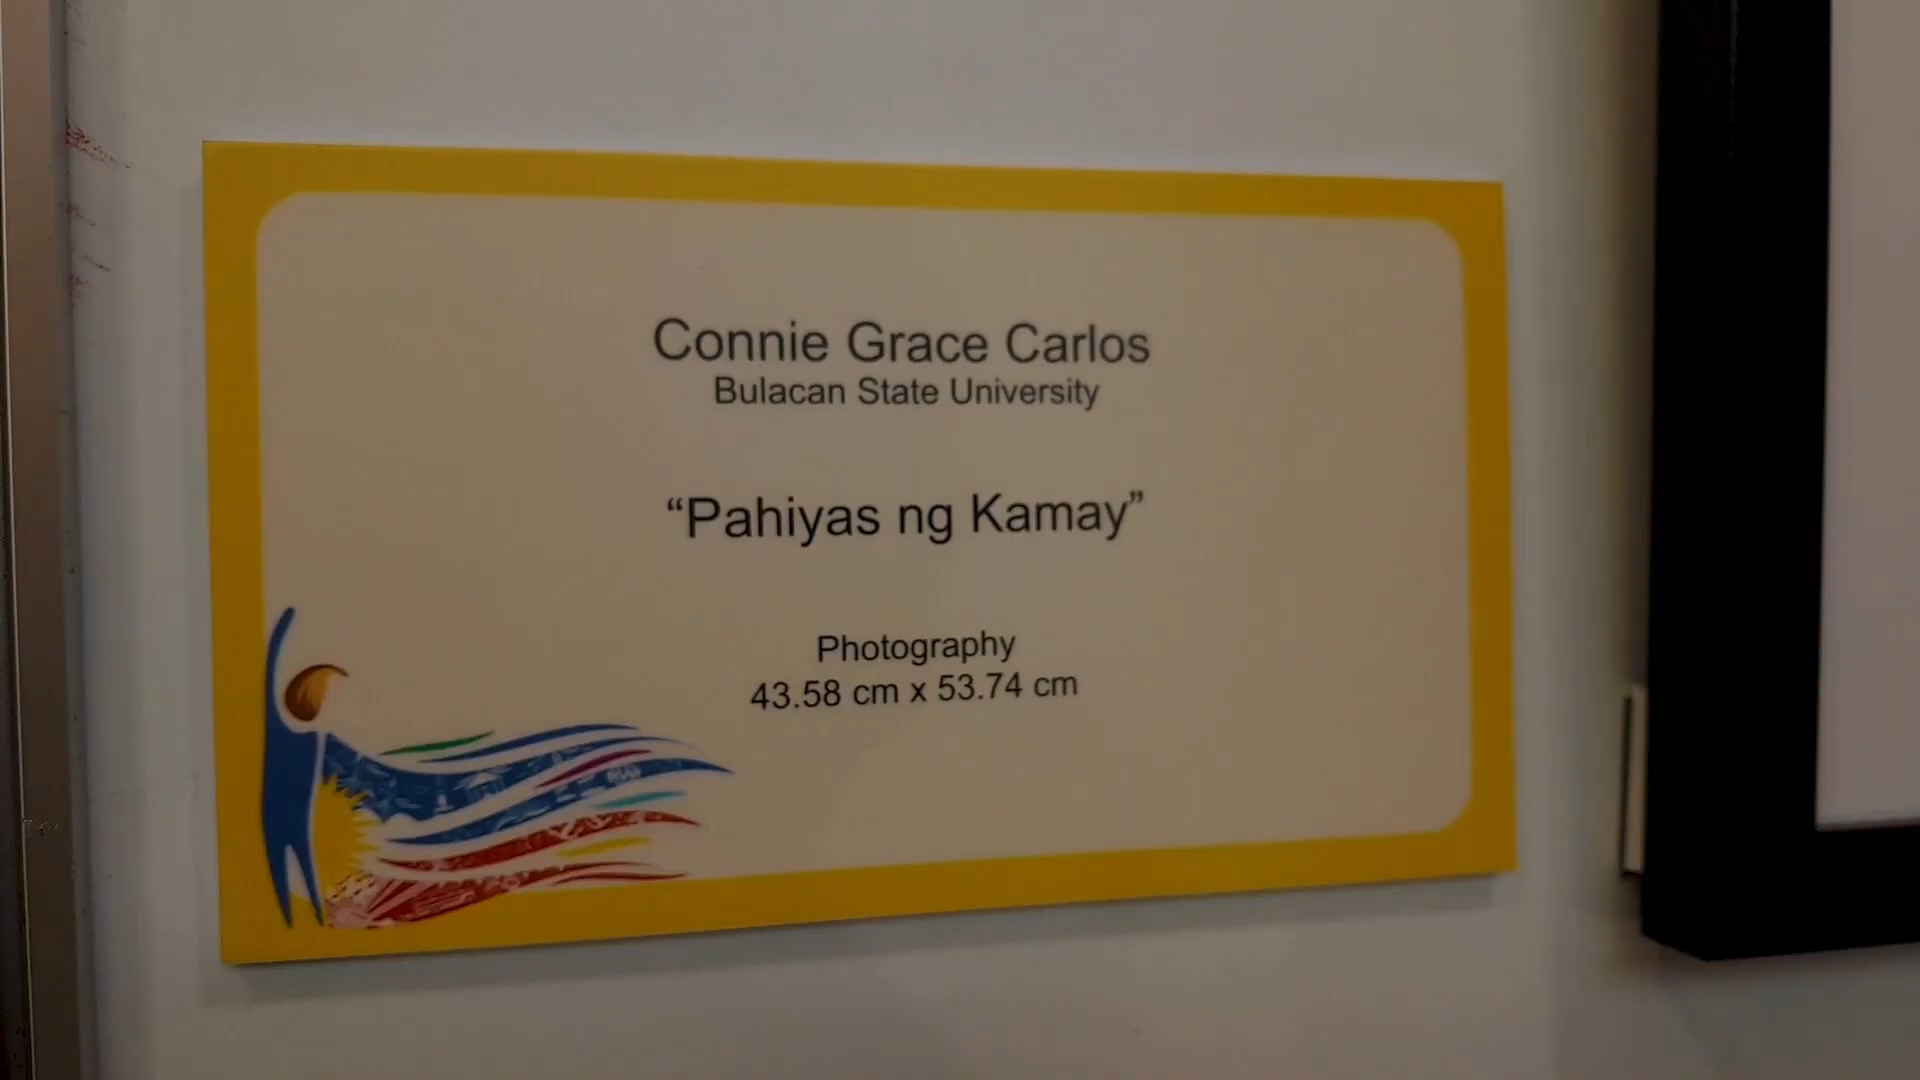 Connie Grace Carlos
Bulacan State University
“Pahiyas ng Kamay”
Photography
43.58 cm x 53.74 cm